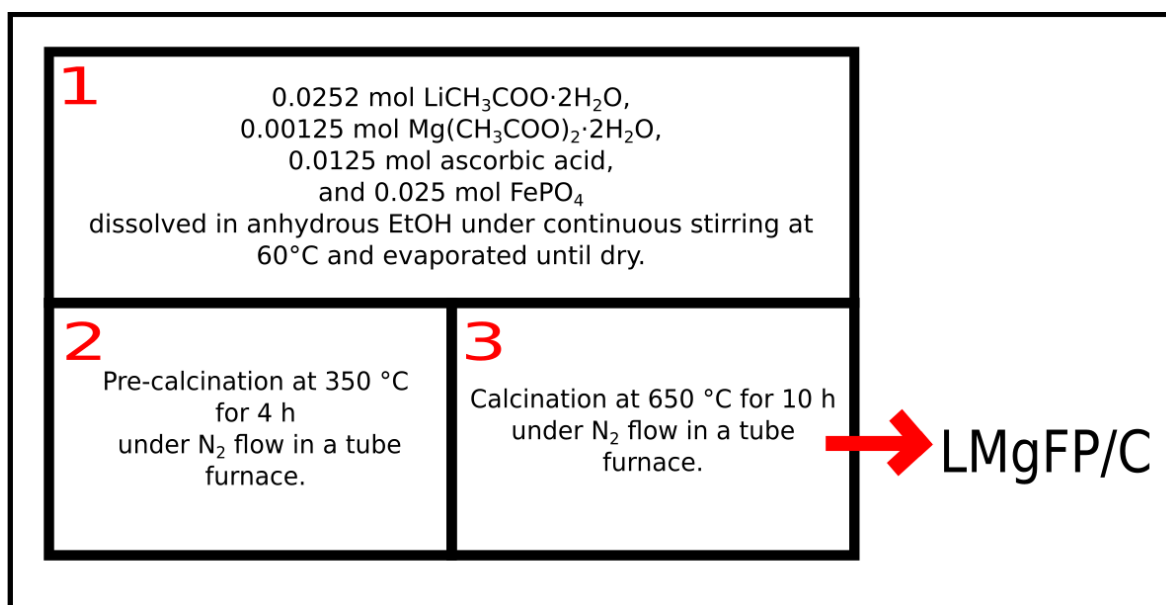 1
0.0252 mol LiCH₃COO·2H₂O,
0.00125 mol Mg(CH₃COO)₂·2H₂O,
0.0125 mol ascorbic acid,
and 0.025 mol FePO₄
dissolved in anhydrous EtOH under continuous stirring at
60°C and evaporated until dry.
2
Pre-calcination at 350 °C
for 4 h
under N₂ flow in a tube
furnace.
3
Calcination at 650 °C for 10 h
under N₂ flow in a tube
furnace.
LMgFP/C